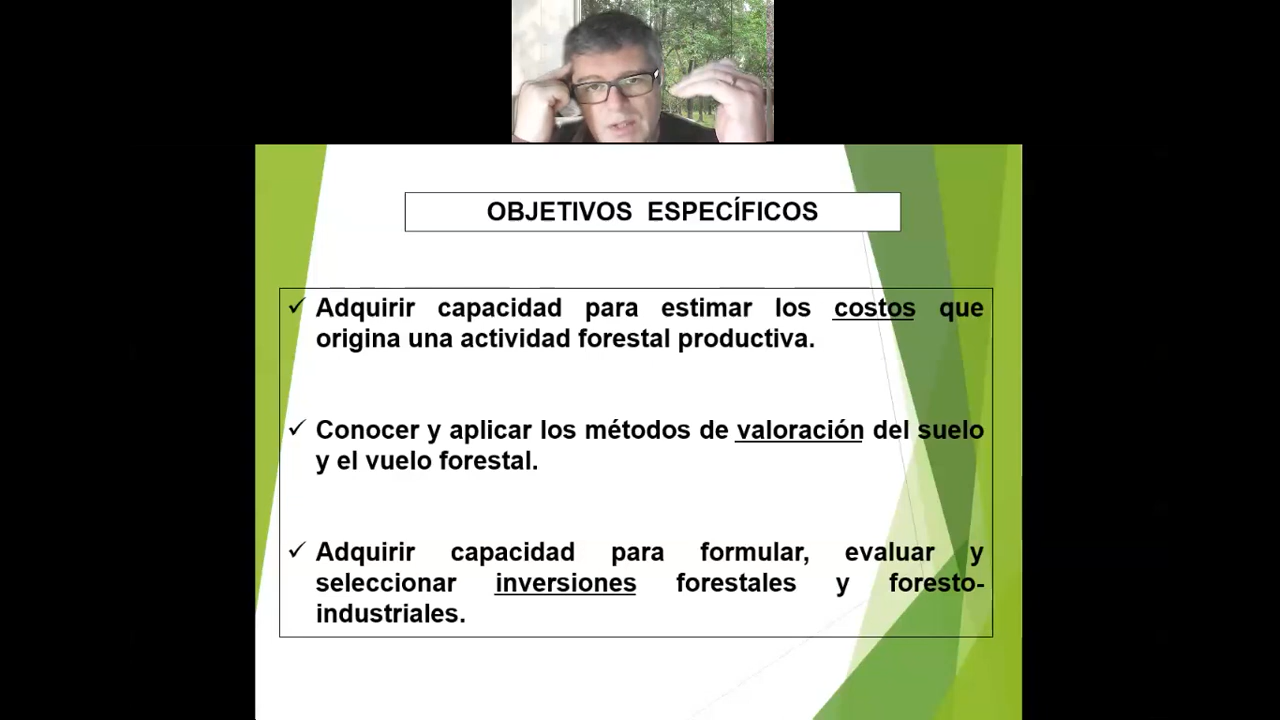 OBJETIVOS ESPECÍFICOS
✓ Adquirir capacidad para estimar los costos que
origina una actividad forestal productiva.
✓ Conocer y aplicar los métodos de valoración del suelo
y el vuelo forestal.
✓ Adquirir capacidad para formular, evaluar y
seleccionar inversiones forestales y foresto-
industriales.